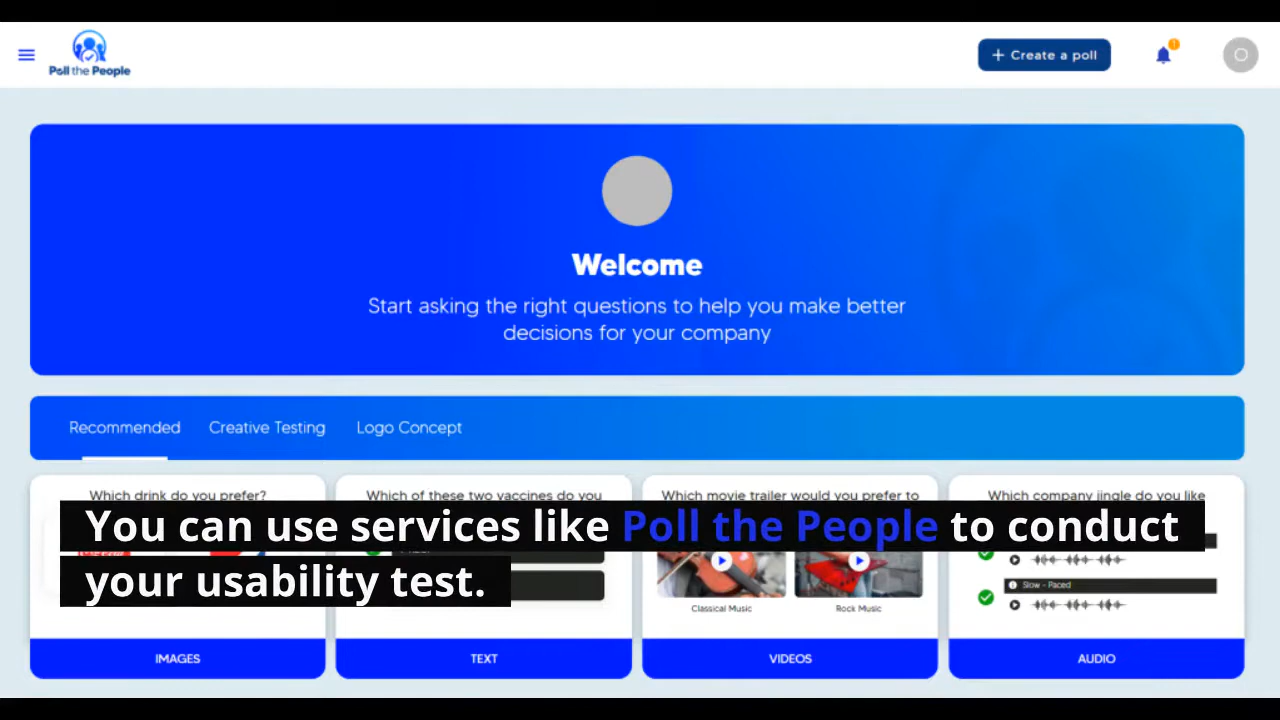 Poll the People
+ Create a poll
Welcome
Start asking the right questions to help you make better
decisions for your company
Recommended
Creative Testing
Logo Concept
Which drink do you prefer?
Which of these two vaccines do you
Which movie trailer would you prefer to
Which company jingle do you like
You can use services like Poll the People to conduct
your usability test.
Slow - Paced
Classical Music
Rock Music
IMAGES
TEXT
VIDEOS
AUDIO